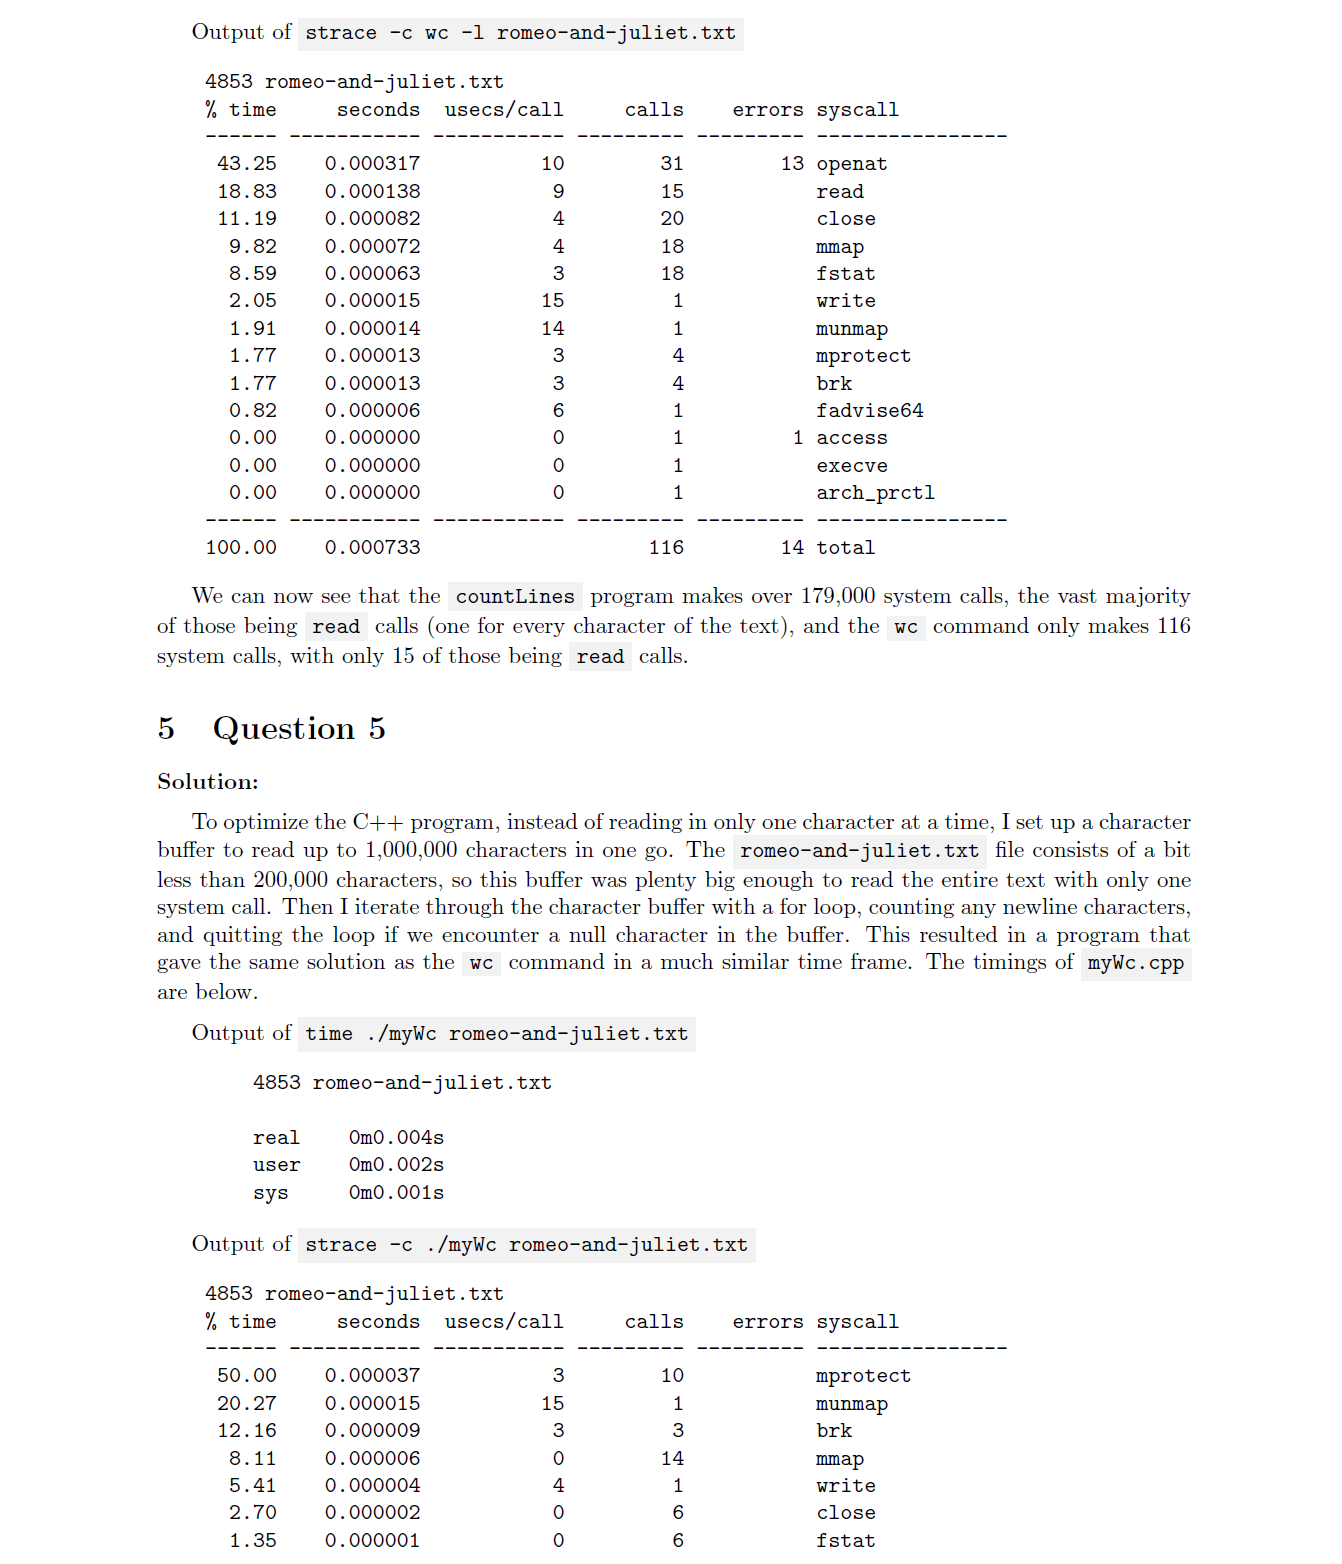 Output of strace -c wc -l romeo-and-juliet.txt
4853 romeo-and-juliet.txt
% time     seconds  usecs/call     calls    errors syscall
------ ----------- ----------- --------- --------- ----------------
 43.25    0.000317          10        31        13 openat
 18.83    0.000138           9        15           read
 11.19    0.000082           4        20           close
  9.82    0.000072           4        18           mmap
  8.59    0.000063           3        18           fstat
  2.05    0.000015          15         1           write
  1.91    0.000014          14         1           munmap
  1.77    0.000013           3         4           mprotect
  1.77    0.000013           3         4           brk
  0.82    0.000006           6         1           fadvise64
  0.00    0.000000           0         1         1 access
  0.00    0.000000           0         1           execve
  0.00    0.000000           0         1           arch_prctl
------ ----------- ----------- --------- --------- ----------------
100.00    0.000733                   116        14 total
We can now see that the countLines program makes over 179,000 system calls, the vast majority
of those being read calls (one for every character of the text), and the wc command only makes 116
system calls, with only 15 of those being read calls.
5 Question 5
Solution:
To optimize the C++ program, instead of reading in only one character at a time, I set up a character
buffer to read up to 1,000,000 characters in one go. The romeo-and-juliet.txt file consists of a bit
less than 200,000 characters, so this buffer was plenty big enough to read the entire text with only one
system call. Then I iterate through the character buffer with a for loop, counting any newline characters,
and quitting the loop if we encounter a null character in the buffer. This resulted in a program that
gave the same solution as the wc command in a much similar time frame. The timings of myWc.cpp
are below.
Output of time ./myWc romeo-and-juliet.txt
4853 romeo-and-juliet.txt
real    0m0.004s
user    0m0.002s
sys     0m0.001s
Output of strace -c ./myWc romeo-and-juliet.txt
4853 romeo-and-juliet.txt
% time     seconds  usecs/call     calls    errors syscall
------ ----------- ----------- --------- --------- ----------------
 50.00    0.000037           3        10           mprotect
 20.27    0.000015          15         1           munmap
 12.16    0.000009           3         3           brk
  8.11    0.000006           0        14           mmap
  5.41    0.000004           4         1           write
  2.70    0.000002           0         6           close
  1.35    0.000001           0         6           fstat